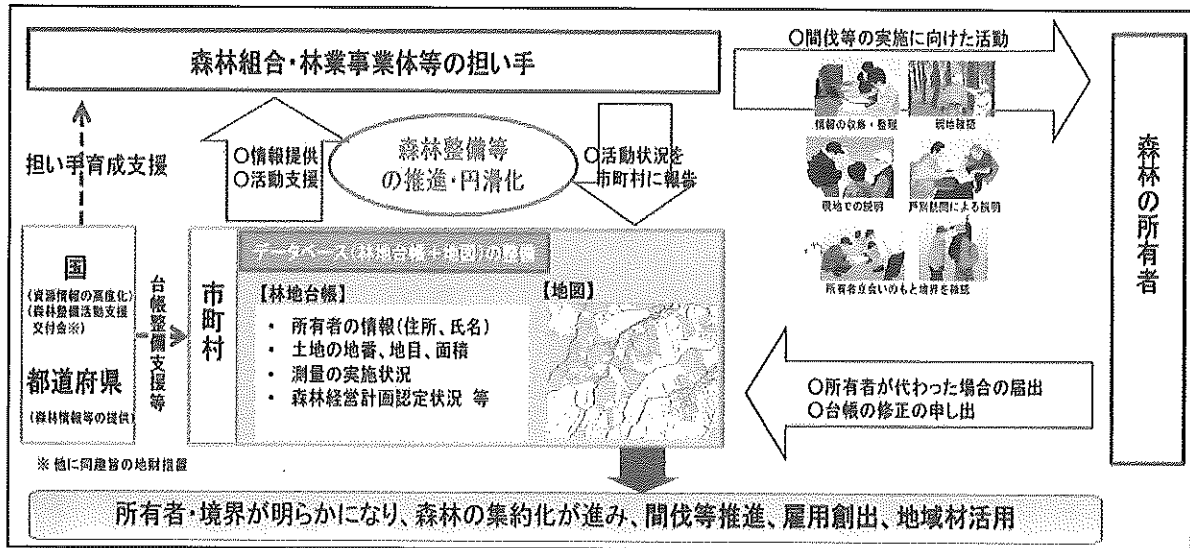 森林組合・林業事業体等の担い手
○間伐等の実施に向けた活動
情報の収集・整理
現地確認
現地での説明
戸別訪問による説明
所有者立会いのもと境界を確認
森林の所有者
担い手育成支援
○情報提供
○活動支援
森林整備等
の推進・円滑化
○活動状況を
市町村に報告
国
(資源情報の高度化)
(森林整備活動支援
交付金※)
都道府県
(森林情報等の提供)
台帳整備支援等
市町村
データベース(林地台帳+地図)の整備
【林地台帳】
・ 所有者の情報(住所、氏名)
・ 土地の地番、地目、面積
・ 測量の実施状況
・ 森林経営計画認定状況 等
【地図】
○所有者が代わった場合の届出
○台帳の修正の申し出
※ 他に同趣旨の地財措置
所有者・境界が明らかになり、森林の集約化が進み、間伐等推進、雇用創出、地域材活用